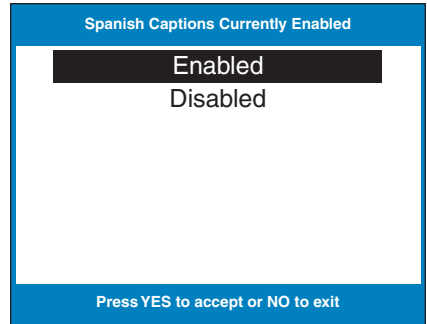 Spanish Captions Currently Enabled
Enabled
Disabled
Press YES to accept or NO to exit